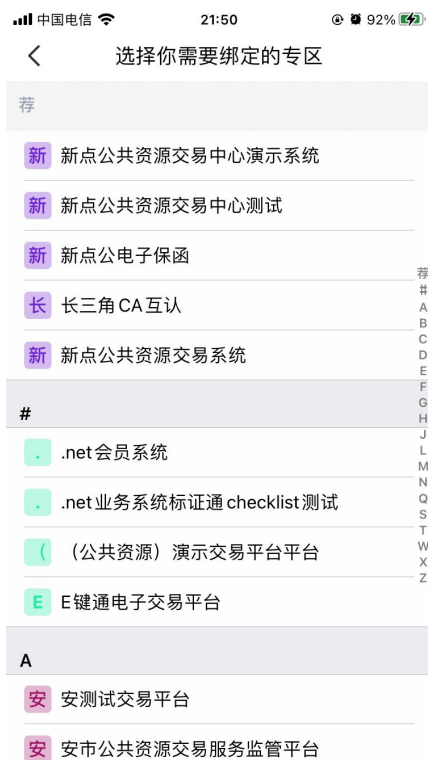 中国电信 21:50 92%
选择你需要绑定的专区
荐
新 新点公共资源交易中心演示系统
新 新点公共资源交易中心测试
新 新点公电子保函
长 长三角CA互认
新 新点公共资源交易系统
#
. .net会员系统
. .net业务系统标证通checklist测试
( （公共资源）演示交易平台平台
E E键通电子交易平台
A
安 安测试交易平台
安 安市公共资源交易服务监管平台
荐
#
A
B
C
D
E
F
G
H
J
L
M
N
Q
S
T
W
X
Z